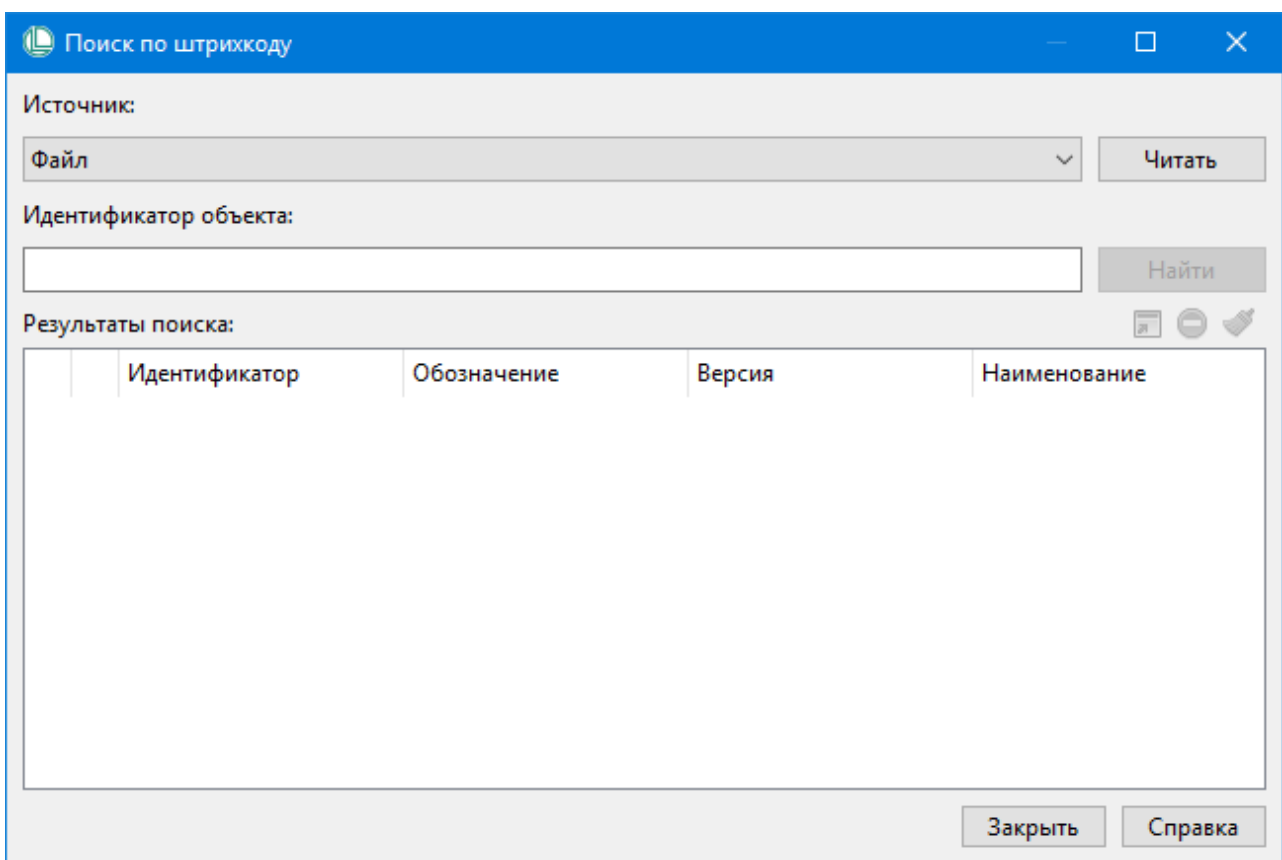 Поиск по штрихкоду
Источник:
Файл
Читать
Идентификатор объекта:
Найти
Результаты поиска:
Идентификатор Обозначение Версия Наименование
Закрыть Справка